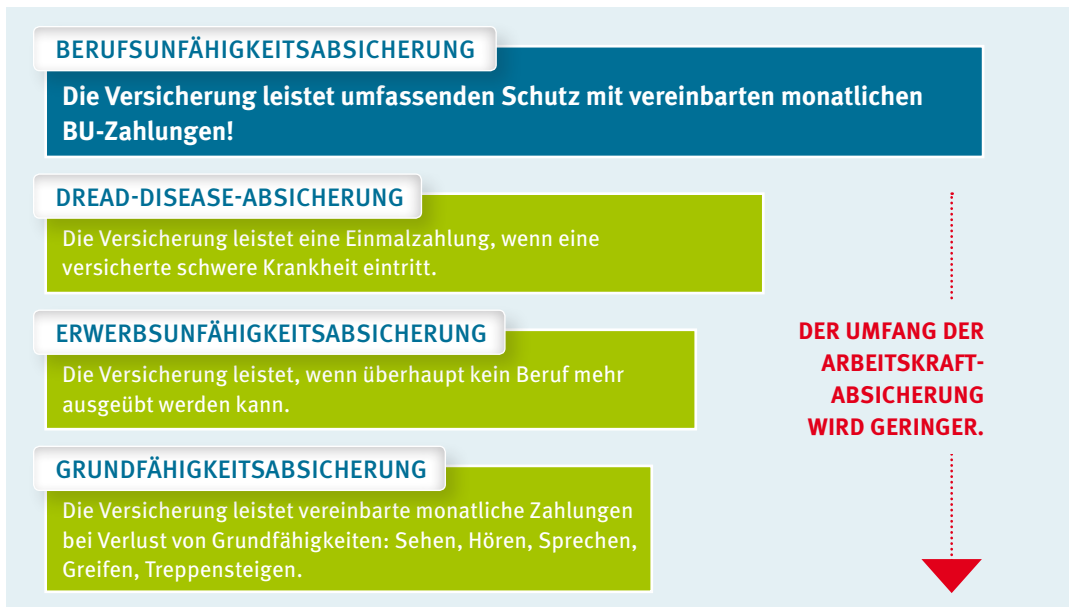 BERUFSUNFÄHIGKEITSABSICHERUNG
Die Versicherung leistet umfassenden Schutz mit vereinbarten monatlichen
BU-Zahlungen!
DREAD-DISEASE-ABSICHERUNG
Die Versicherung leistet eine Einmalzahlung, wenn eine
versicherte schwere Krankheit eintritt.
ERWERBSUNFÄHIGKEITSABSICHERUNG
Die Versicherung leistet, wenn überhaupt kein Beruf mehr
ausgeübt werden kann.
GRUNDFÄHIGKEITSABSICHERUNG
Die Versicherung leistet vereinbarte monatliche Zahlungen
bei Verlust von Grundfähigkeiten: Sehen, Hören, Sprechen,
Greifen, Treppensteigen.
DER UMFANG DER
ARBEITSKRAFT-
ABSICHERUNG
WIRD GERINGER.